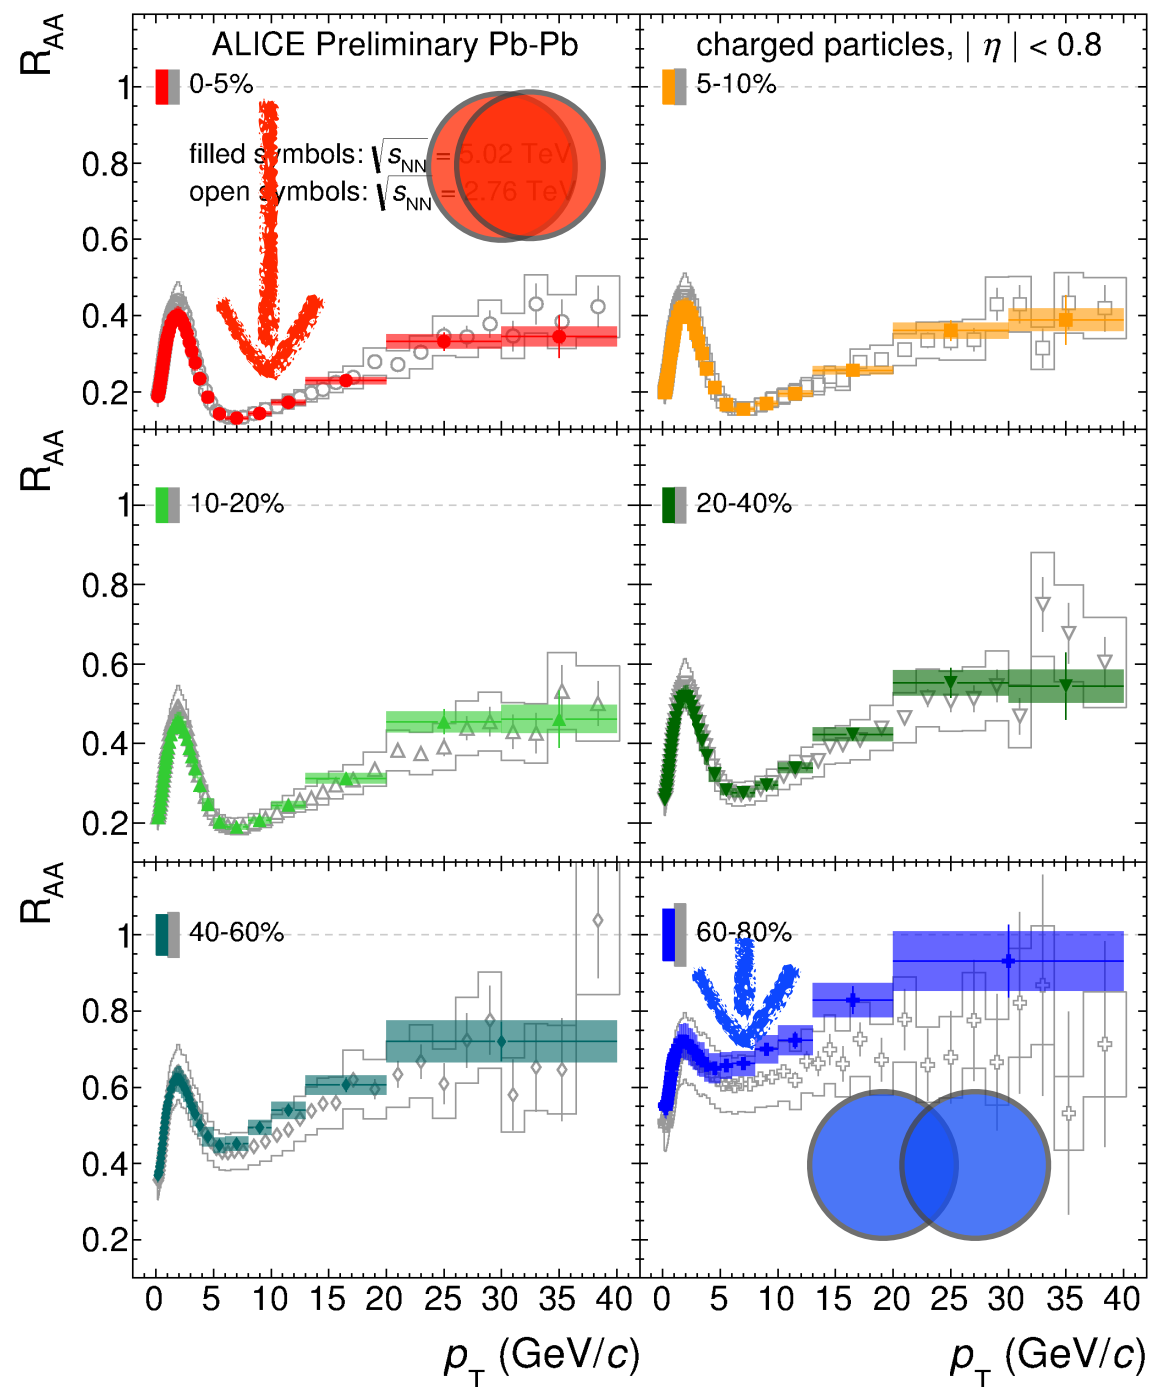 ALICE Preliminary Pb-Pb
charged particles, | η | < 0.8
R_AA
0-5%
5-10%
filled symbols: √s_NN = 5.02 TeV
open symbols: √s_NN = 2.76 TeV
1
0.8
0.6
0.4
0.2
R_AA
10-20%
20-40%
1
0.8
0.6
0.4
0.2
R_AA
40-60%
60-80%
1
0.8
0.6
0.4
0.2
0 5 10 15 20 25 30 35 40
0 5 10 15 20 25 30 35 40
p_T (GeV/c)
p_T (GeV/c)